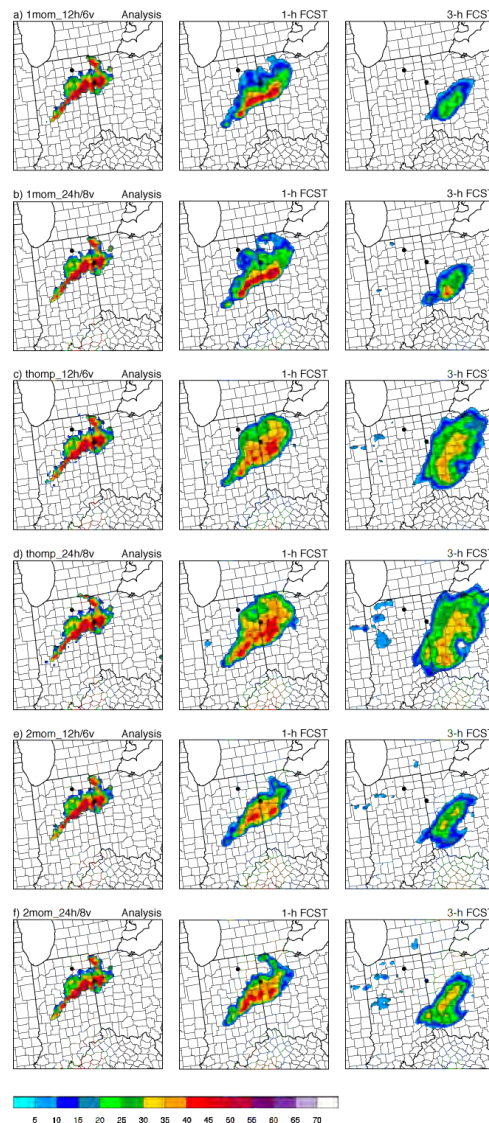 a) 1mom_12h/6v Analysis 1-h FCST 3-h FCST
b) 1mom_24h/8v Analysis 1-h FCST 3-h FCST
c) thomp_12h/6v Analysis 1-h FCST 3-h FCST
d) thomp_24h/8v Analysis 1-h FCST 3-h FCST
e) 2mom_12h/6v Analysis 1-h FCST 3-h FCST
f) 2mom_24h/8v Analysis 1-h FCST 3-h FCST
5 10 15 20 25 30 35 40 45 50 55 60 65 70